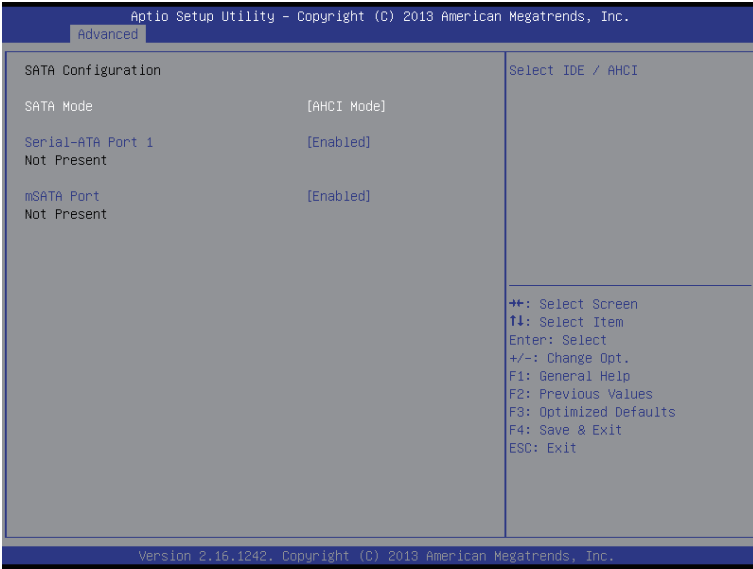 Aptio Setup Utility – Copyright (C) 2013 American Megatrends, Inc.
Advanced
SATA Configuration
SATA Mode [AHCI Mode]
Serial-ATA Port 1 [Enabled]
Not Present
mSATA Port [Enabled]
Not Present
Select IDE / AHCI
→←: Select Screen
↑↓: Select Item
Enter: Select
+/-: Change Opt.
F1: General Help
F2: Previous Values
F3: Optimized Defaults
F4: Save & Exit
ESC: Exit
Version 2.16.1242. Copyright (C) 2013 American Megatrends, Inc.